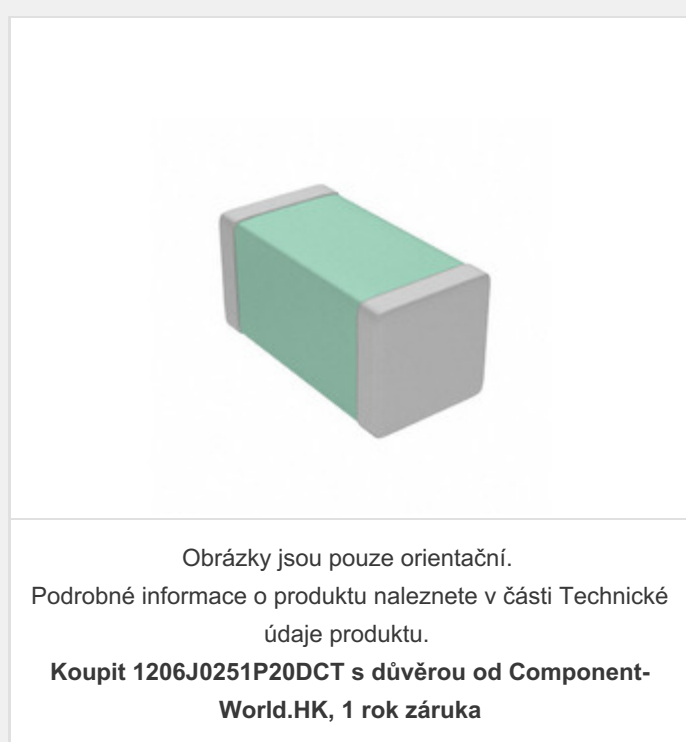 Obrázky jsou pouze orientační.
Podrobné informace o produktu naleznete v části Technické
údaje produktu.
Koupit 1206J0251P20DCT s důvěrou od Component-
World.HK, 1 rok záruka